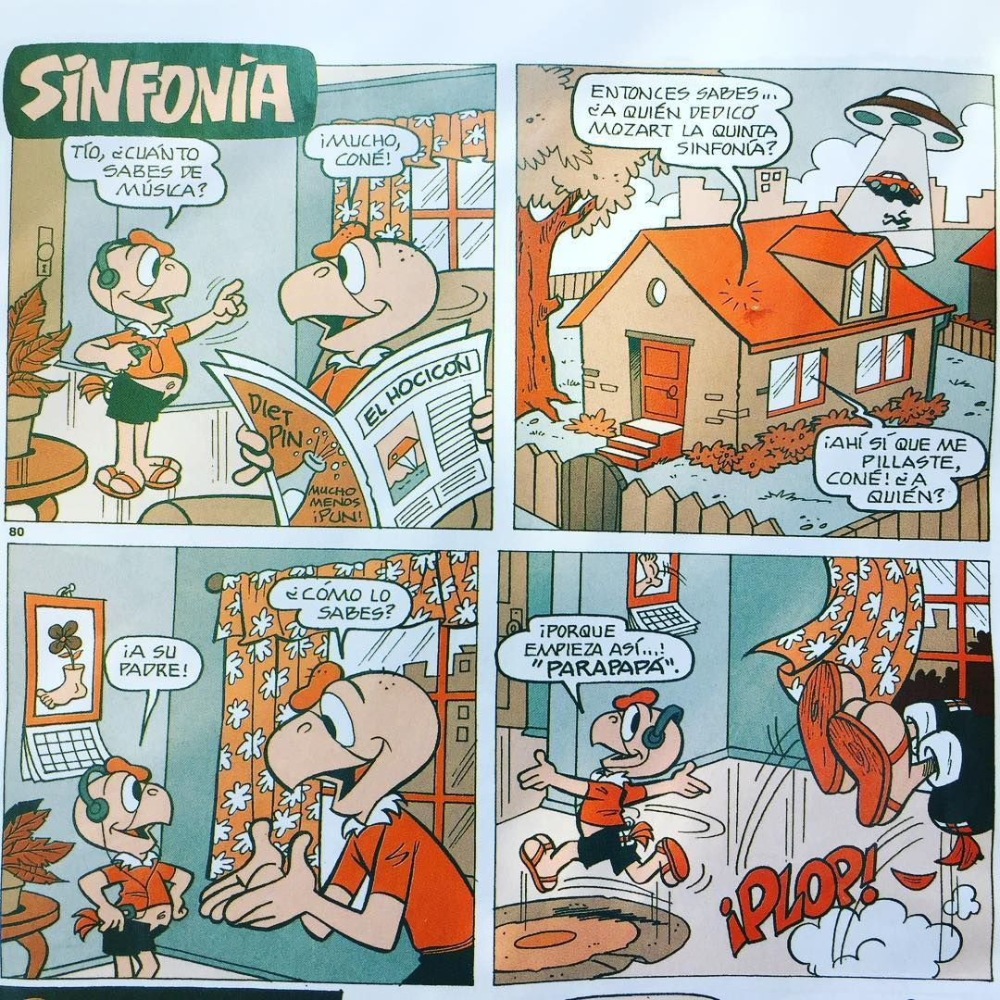 SINFONÍA
TÍO, ¿CUÁNTO
SABES DE
MÚSICA?
¡MUCHO,
CONÉ!
DIET
PIN
MUCHO
MENOS
¡PUN!
EL HOCICÓN
ENTONCES SABES...
¿A QUIÉN DEDICÓ
MOZART LA QUINTA
SINFONÍA?
¡AHÍ SÍ QUE ME
PILLASTE,
CONÉ! ¿A
QUIÉN?
80
¡A SU
PADRE!
¿CÓMO LO
SABES?
¡PORQUE
EMPIEZA ASÍ...!
"PARAPAPÁ".
¡PLOP!